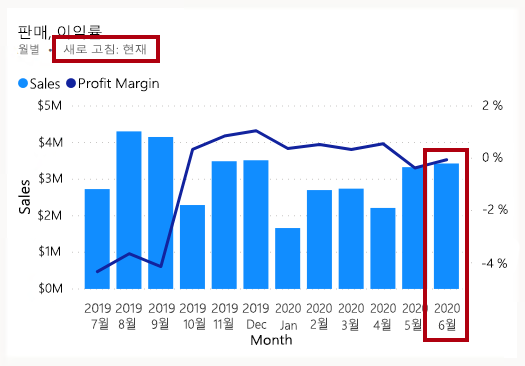 판매, 이익률
월별 • 새로 고침: 현재
Sales Profit Margin
$5M
$4M
$3M
$2M
$1M
$0M
Sales
2 %
0 %
-2 %
-4 %
2019 2019 2019 2019 2019 2019 2020 2020 2020 2020 2020 2020
7월 8월 9월 10월 11월 Dec Jan 2월 3월 4월 5월 6월
Month